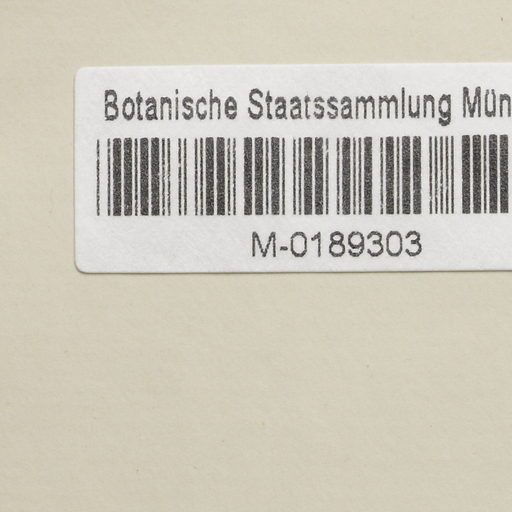 Botanische Staatssammlung Mün
M-0189303